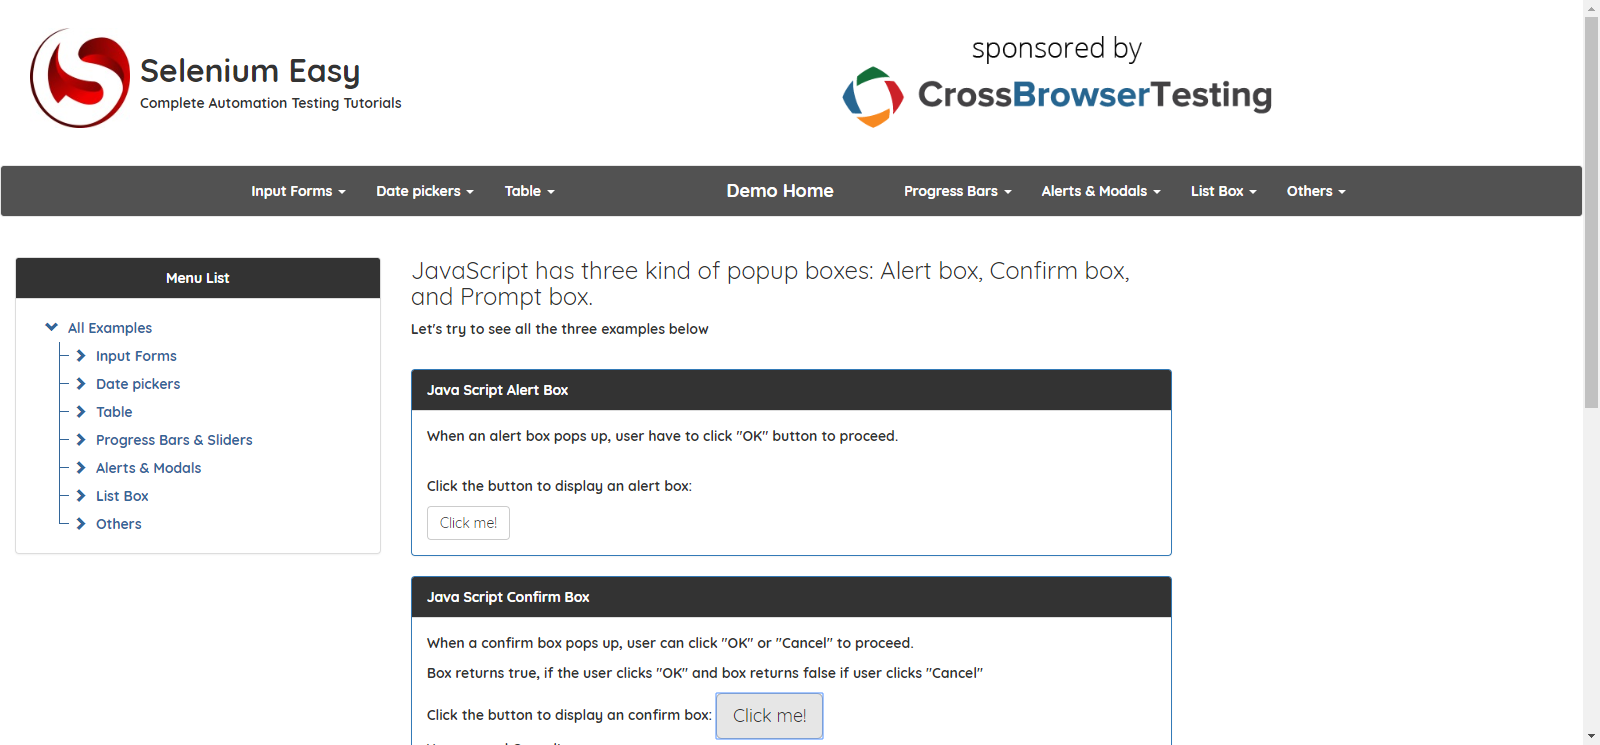 Selenium Easy
Complete Automation Testing Tutorials
sponsored by
CrossBrowserTesting
Input Forms
Date pickers
Table
Demo Home
Progress Bars
Alerts & Modals
List Box
Others
Menu List
All Examples
Input Forms
Date pickers
Table
Progress Bars & Sliders
Alerts & Modals
List Box
Others
JavaScript has three kind of popup boxes: Alert box, Confirm box,
and Prompt box.
Let's try to see all the three examples below
Java Script Alert Box
When an alert box pops up, user have to click "OK" button to proceed.
Click the button to display an alert box:
Click me!
Java Script Confirm Box
When a confirm box pops up, user can click "OK" or "Cancel" to proceed.
Box returns true, if the user clicks "OK" and box returns false if user clicks "Cancel"
Click the button to display an confirm box:
Click me!